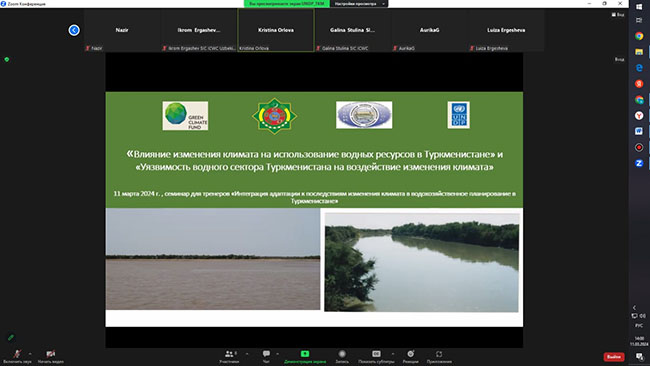 Zoom Конференция
Вы просматриваете экран UNDP_TKM
Настройки просмотра
Вид
Nazir
Ikrom Ergashev
Kristina Orlova
Galina Stulina SI...
AurikaG
Luiza Ergesheva
Nazir
Ikrom Ergashev SIC ICWC Uzbeki...
Kristina Orlova
Galina Stulina SIC ICWC
AurikaG
Luiza Ergesheva
Вход
GREEN
CLIMATE
FUND
UN
DP
«Влияние изменения климата на использование водных ресурсов в Туркменистане» и
«Уязвимость водного сектора Туркменистана на воздействие изменения климата»
11 марта 2024 г. , семинар для тренеров «Интеграция адаптации к последствиям изменения климата в водохозяйственное планирование в
Туркменистане»
Включить звук
Начать видео
Участники
Чат
Демонстрация экрана
Запись
Показать субтитры
Реакции
Приложения
Выйти
РУС
14:00
11.03.2024